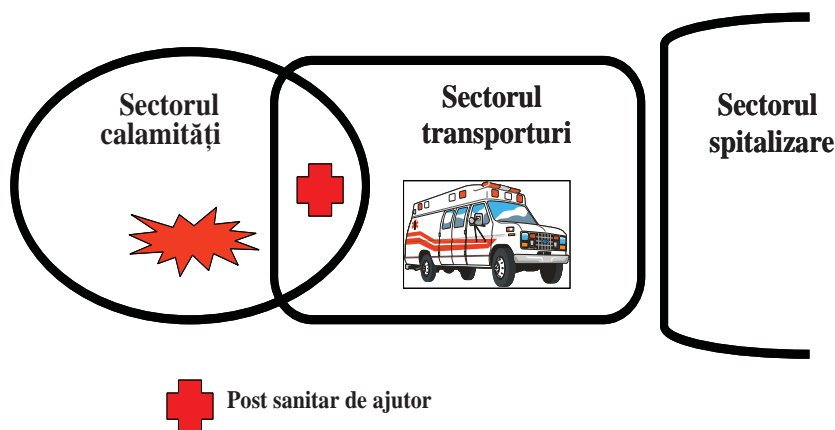 Sectorul
calamități
Sectorul
transporturi
Sectorul
spitalizare
Post sanitar de ajutor